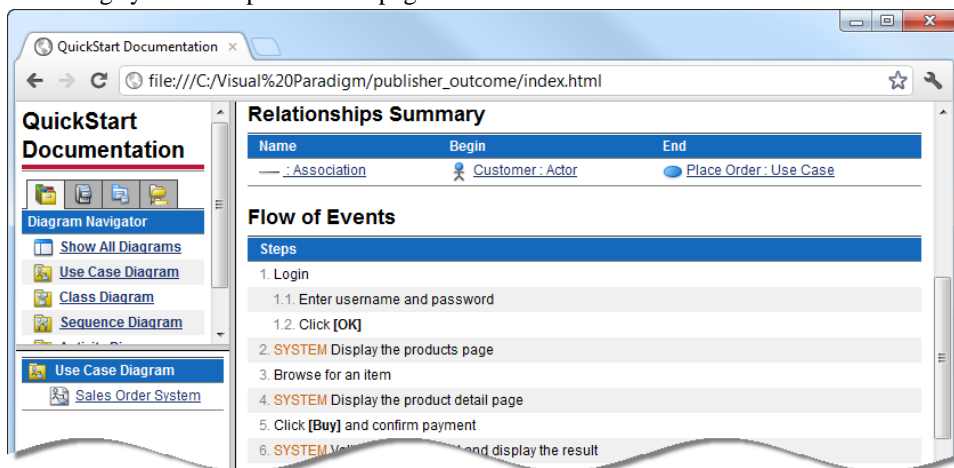 QuickStart Documentation
file:///C:/Visual%20Paradigm/publisher_outcome/index.html
QuickStart
Documentation
Diagram Navigator
Show All Diagrams
Use Case Diagram
Class Diagram
Sequence Diagram
Use Case Diagram
Sales Order System
Relationships Summary
Name Begin End
: Association Customer : Actor Place Order : Use Case
Flow of Events
Steps
1. Login
1.1. Enter username and password
1.2. Click [OK]
2. SYSTEM Display the products page
3. Browse for an item
4. SYSTEM Display the product detail page
5. Click [Buy] and confirm payment
6. SYSTEM and display the result